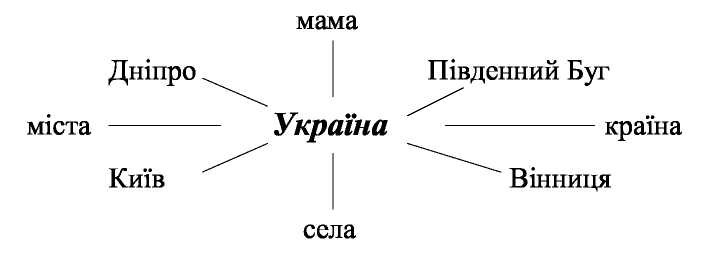 мама
Дніпро Південний Буг
міста Україна країна
Київ Вінниця
села